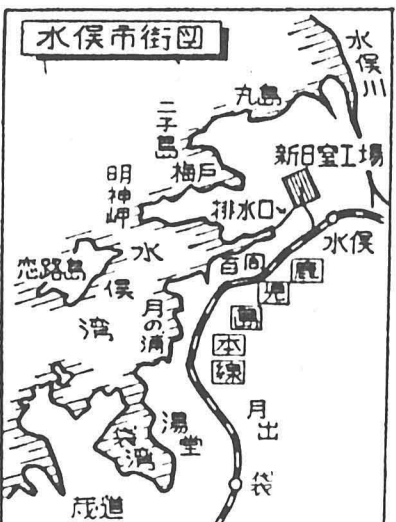 水俣市街図
水俣川
丸島
二子島
新日窒工場
梅戸
明神岬
排水口
水俣
恋路島
水俣湾
百間
鹿児島本線
月の浦
湯堂
月出
袋湾
袋
茂道